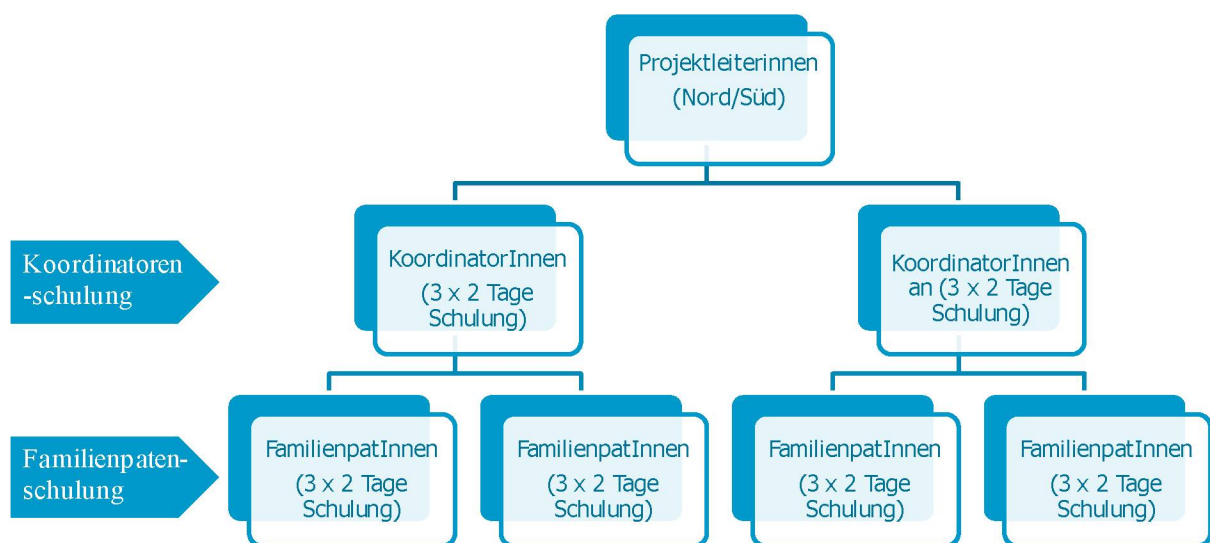 Projektleiterinnen
(Nord/Süd)
Koordinatoren
-schulung
KoordinatorInnen
(3 x 2 Tage
Schulung)
KoordinatorInnen
an (3 x 2 Tage
Schulung)
Familienpaten-
schulung
FamilienpatInnen
(3 x 2 Tage
Schulung)
FamilienpatInnen
(3 x 2 Tage
Schulung)
FamilienpatInnen
(3 x 2 Tage
Schulung)
FamilienpatInnen
(3 x 2 Tage
Schulung)